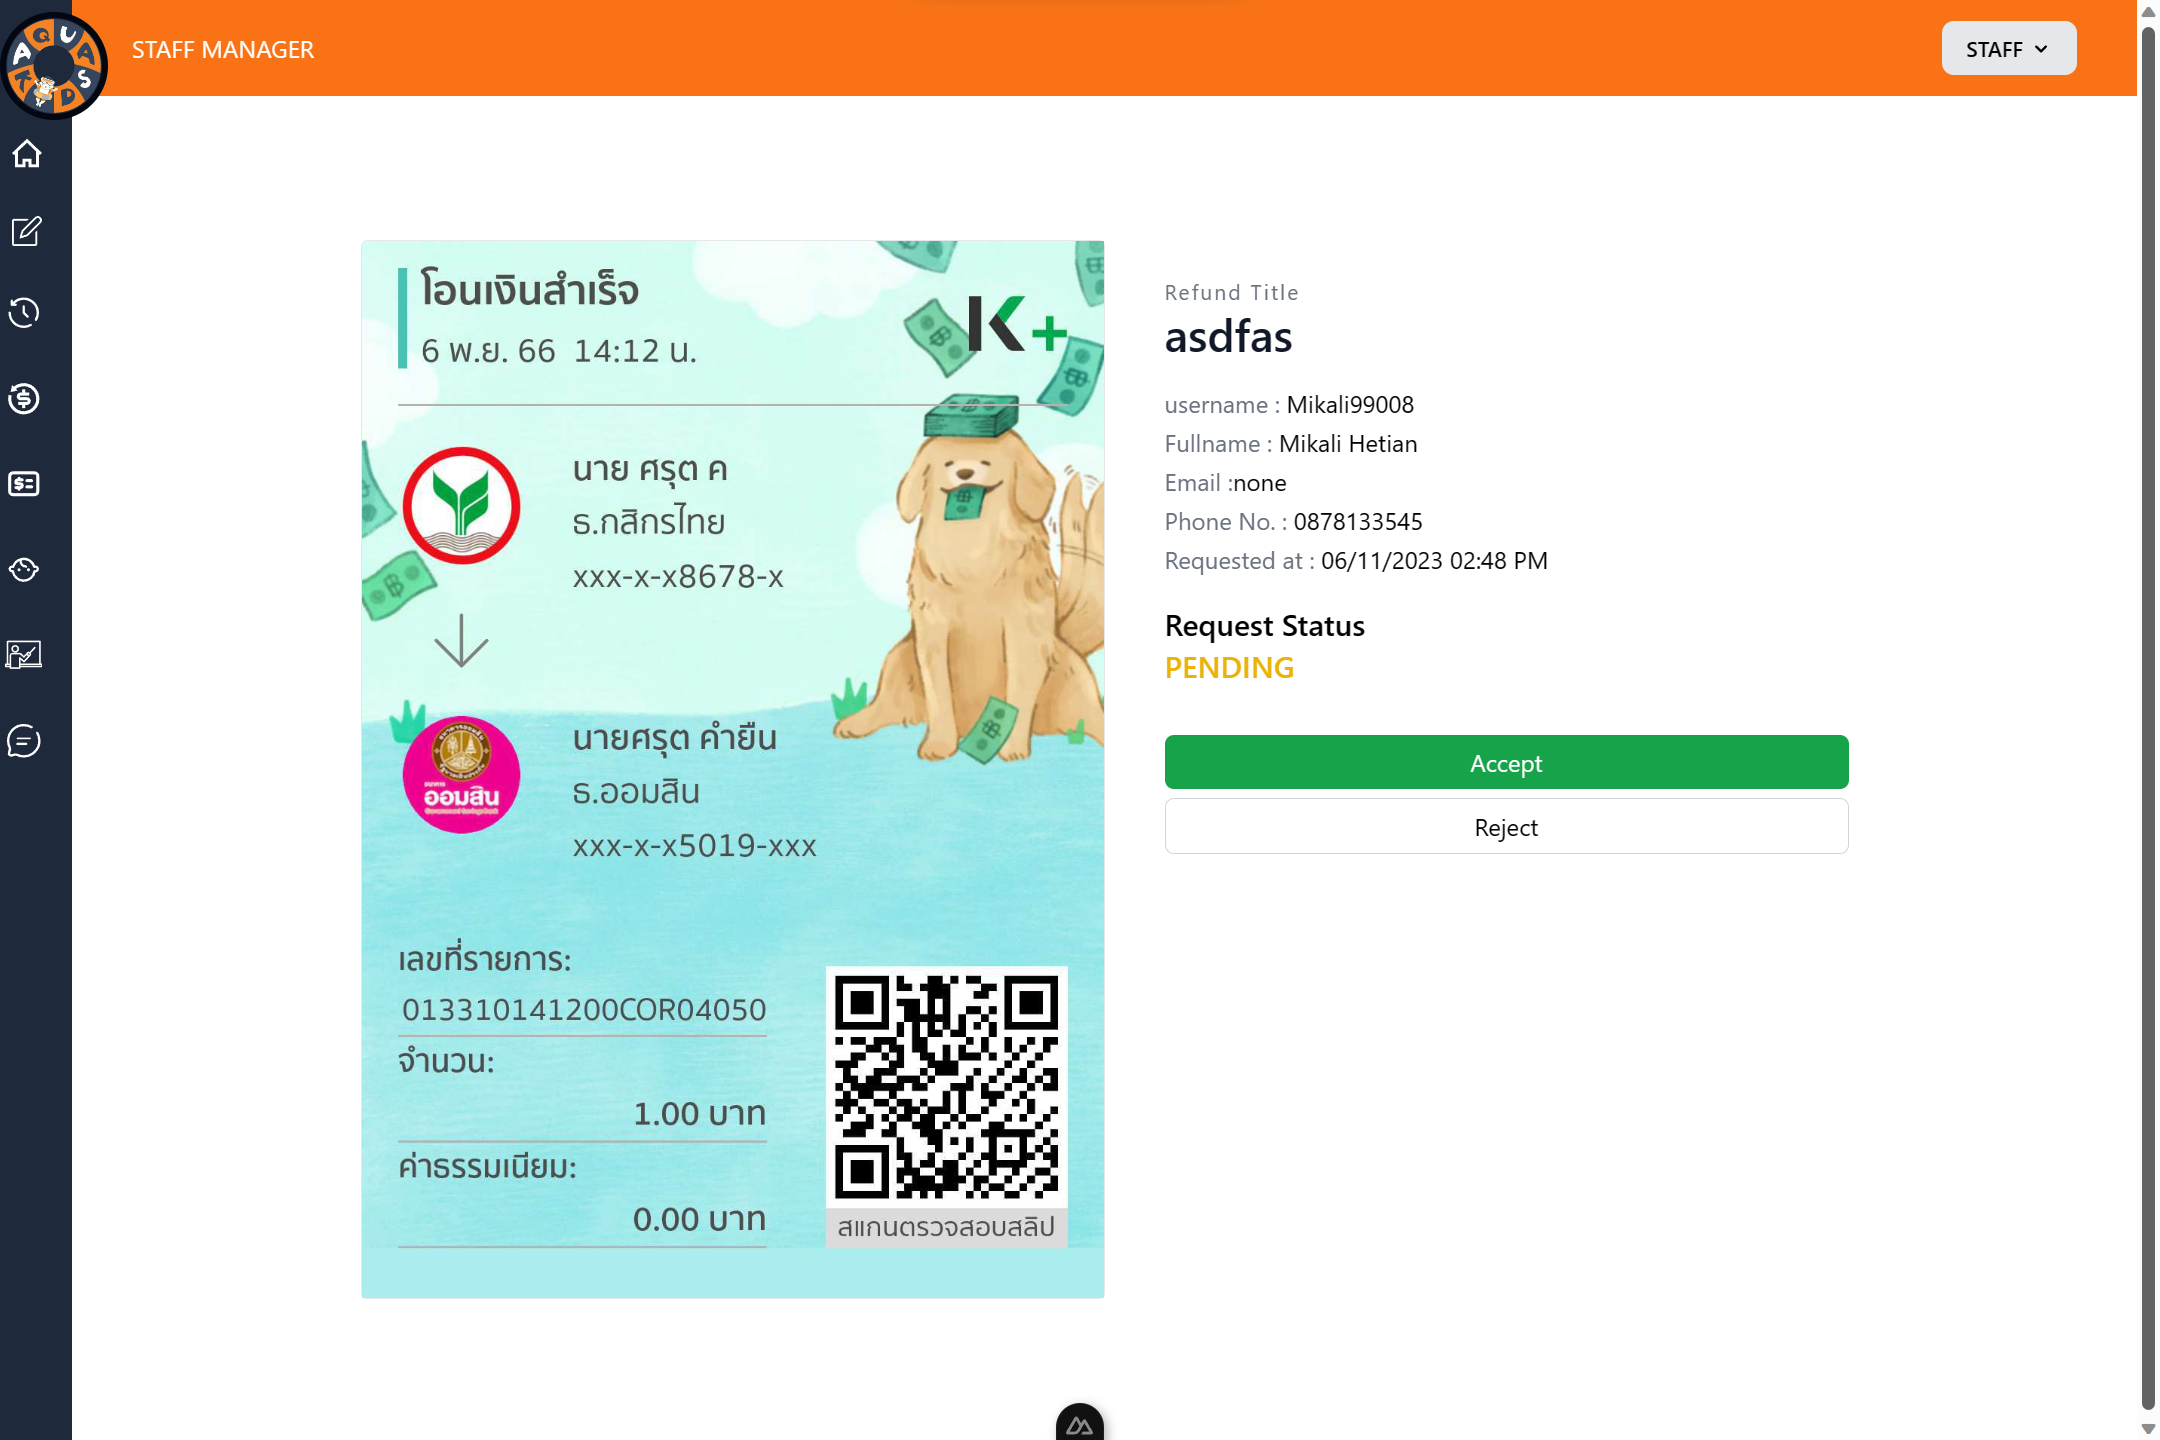 AQUA KIDS
STAFF MANAGER
STAFF
โอนเงินสำเร็จ
6 พ.ย. 66 14:12 น.
K+
นาย ศรุต ค
ธ.กสิกรไทย
xxx-x-x8678-x
ออมสิน
นายศรุต คำยืน
ธ.ออมสิน
xxx-x-x5019-xxx
เลขที่รายการ:
013310141200COR04050
จำนวน:
1.00 บาท
ค่าธรรมเนียม:
0.00 บาท
สแกนตรวจสอบสลิป
Refund Title
asdfas
username : Mikali99008
Fullname : Mikali Hetian
Email :none
Phone No. : 0878133545
Requested at : 06/11/2023 02:48 PM
Request Status
PENDING
Accept
Reject